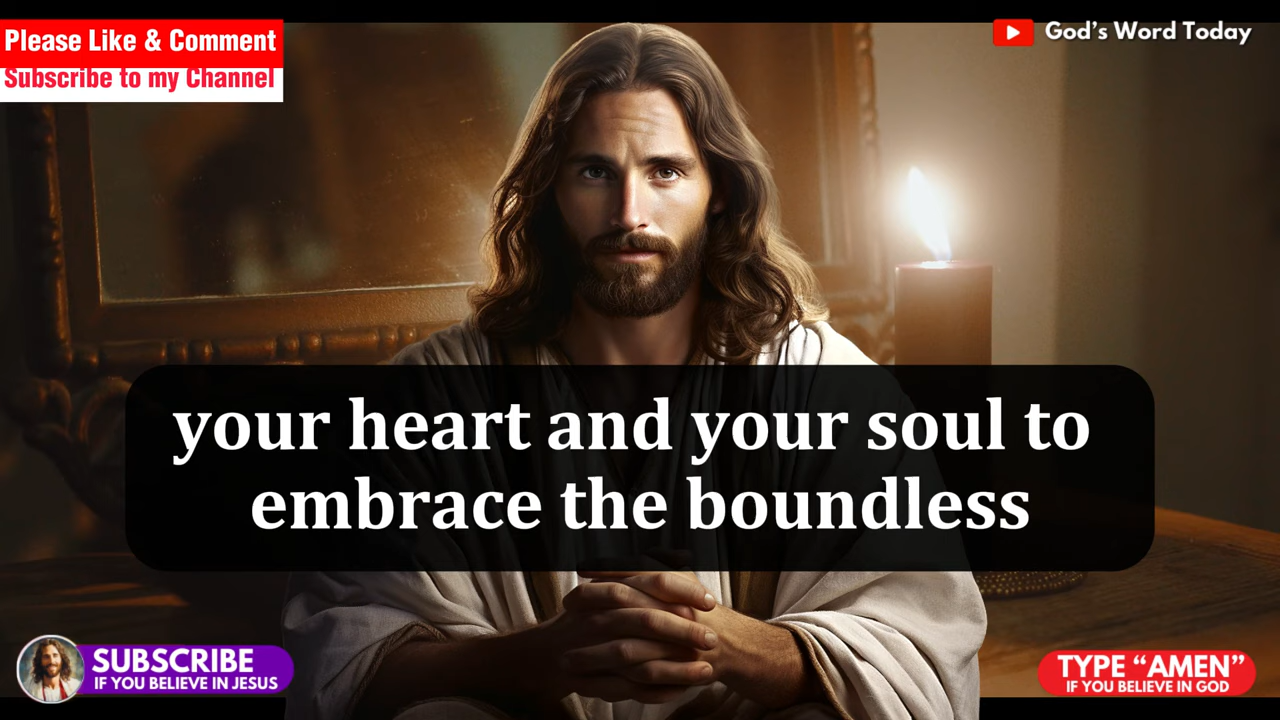 Please Like & Comment
Subscribe to my Channel
God's Word Today
your heart and your soul to
embrace the boundless
SUBSCRIBE
IF YOU BELIEVE IN JESUS
TYPE “AMEN”
IF YOU BELIEVE IN GOD